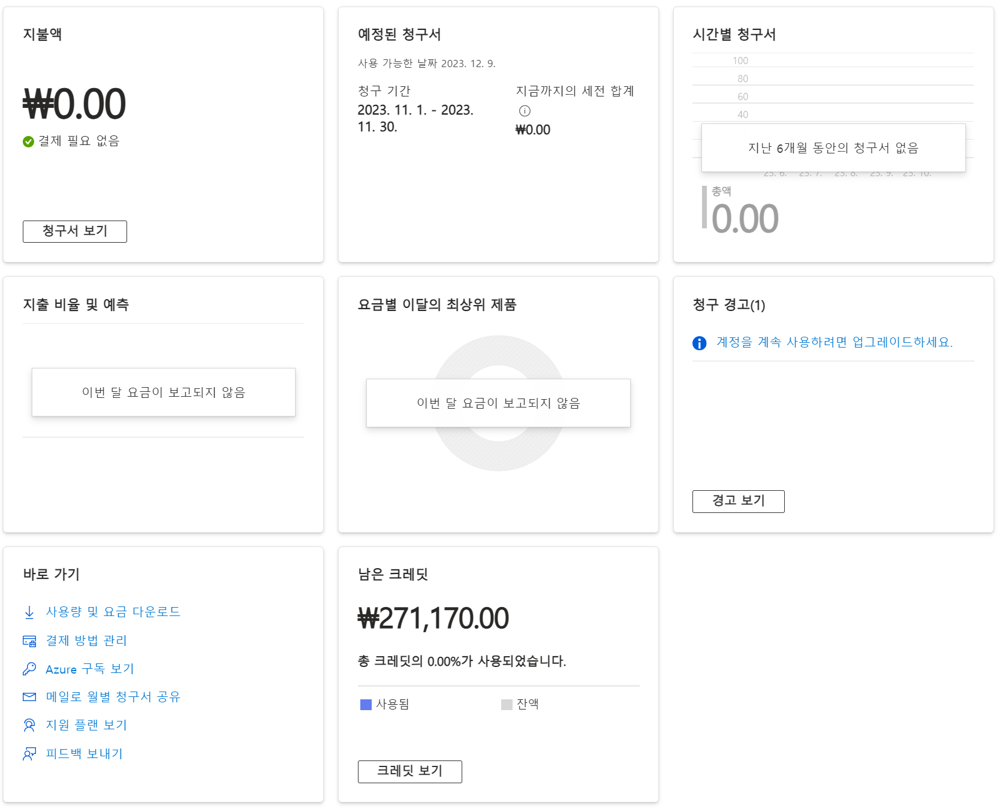 지불액
₩0.00
결제 필요 없음
청구서 보기
예정된 청구서
사용 가능한 날짜 2023. 12. 9.
청구 기간
2023. 11. 1. - 2023.
11. 30.
지금까지의 세전 합계
₩0.00
시간별 청구서
100
80
60
40
지난 6개월 동안의 청구서 없음
23. 6. 23. 7. 23. 8. 23. 9. 23. 10.
총액
0.00
지출 비율 및 예측
이번 달 요금이 보고되지 않음
요금별 이달의 최상위 제품
이번 달 요금이 보고되지 않음
청구 경고(1)
계정을 계속 사용하려면 업그레이드하세요.
경고 보기
바로 가기
사용량 및 요금 다운로드
결제 방법 관리
Azure 구독 보기
메일로 월별 청구서 공유
지원 플랜 보기
피드백 보내기
남은 크레딧
₩271,170.00
총 크레딧의 0.00%가 사용되었습니다.
사용됨
잔액
크레딧 보기